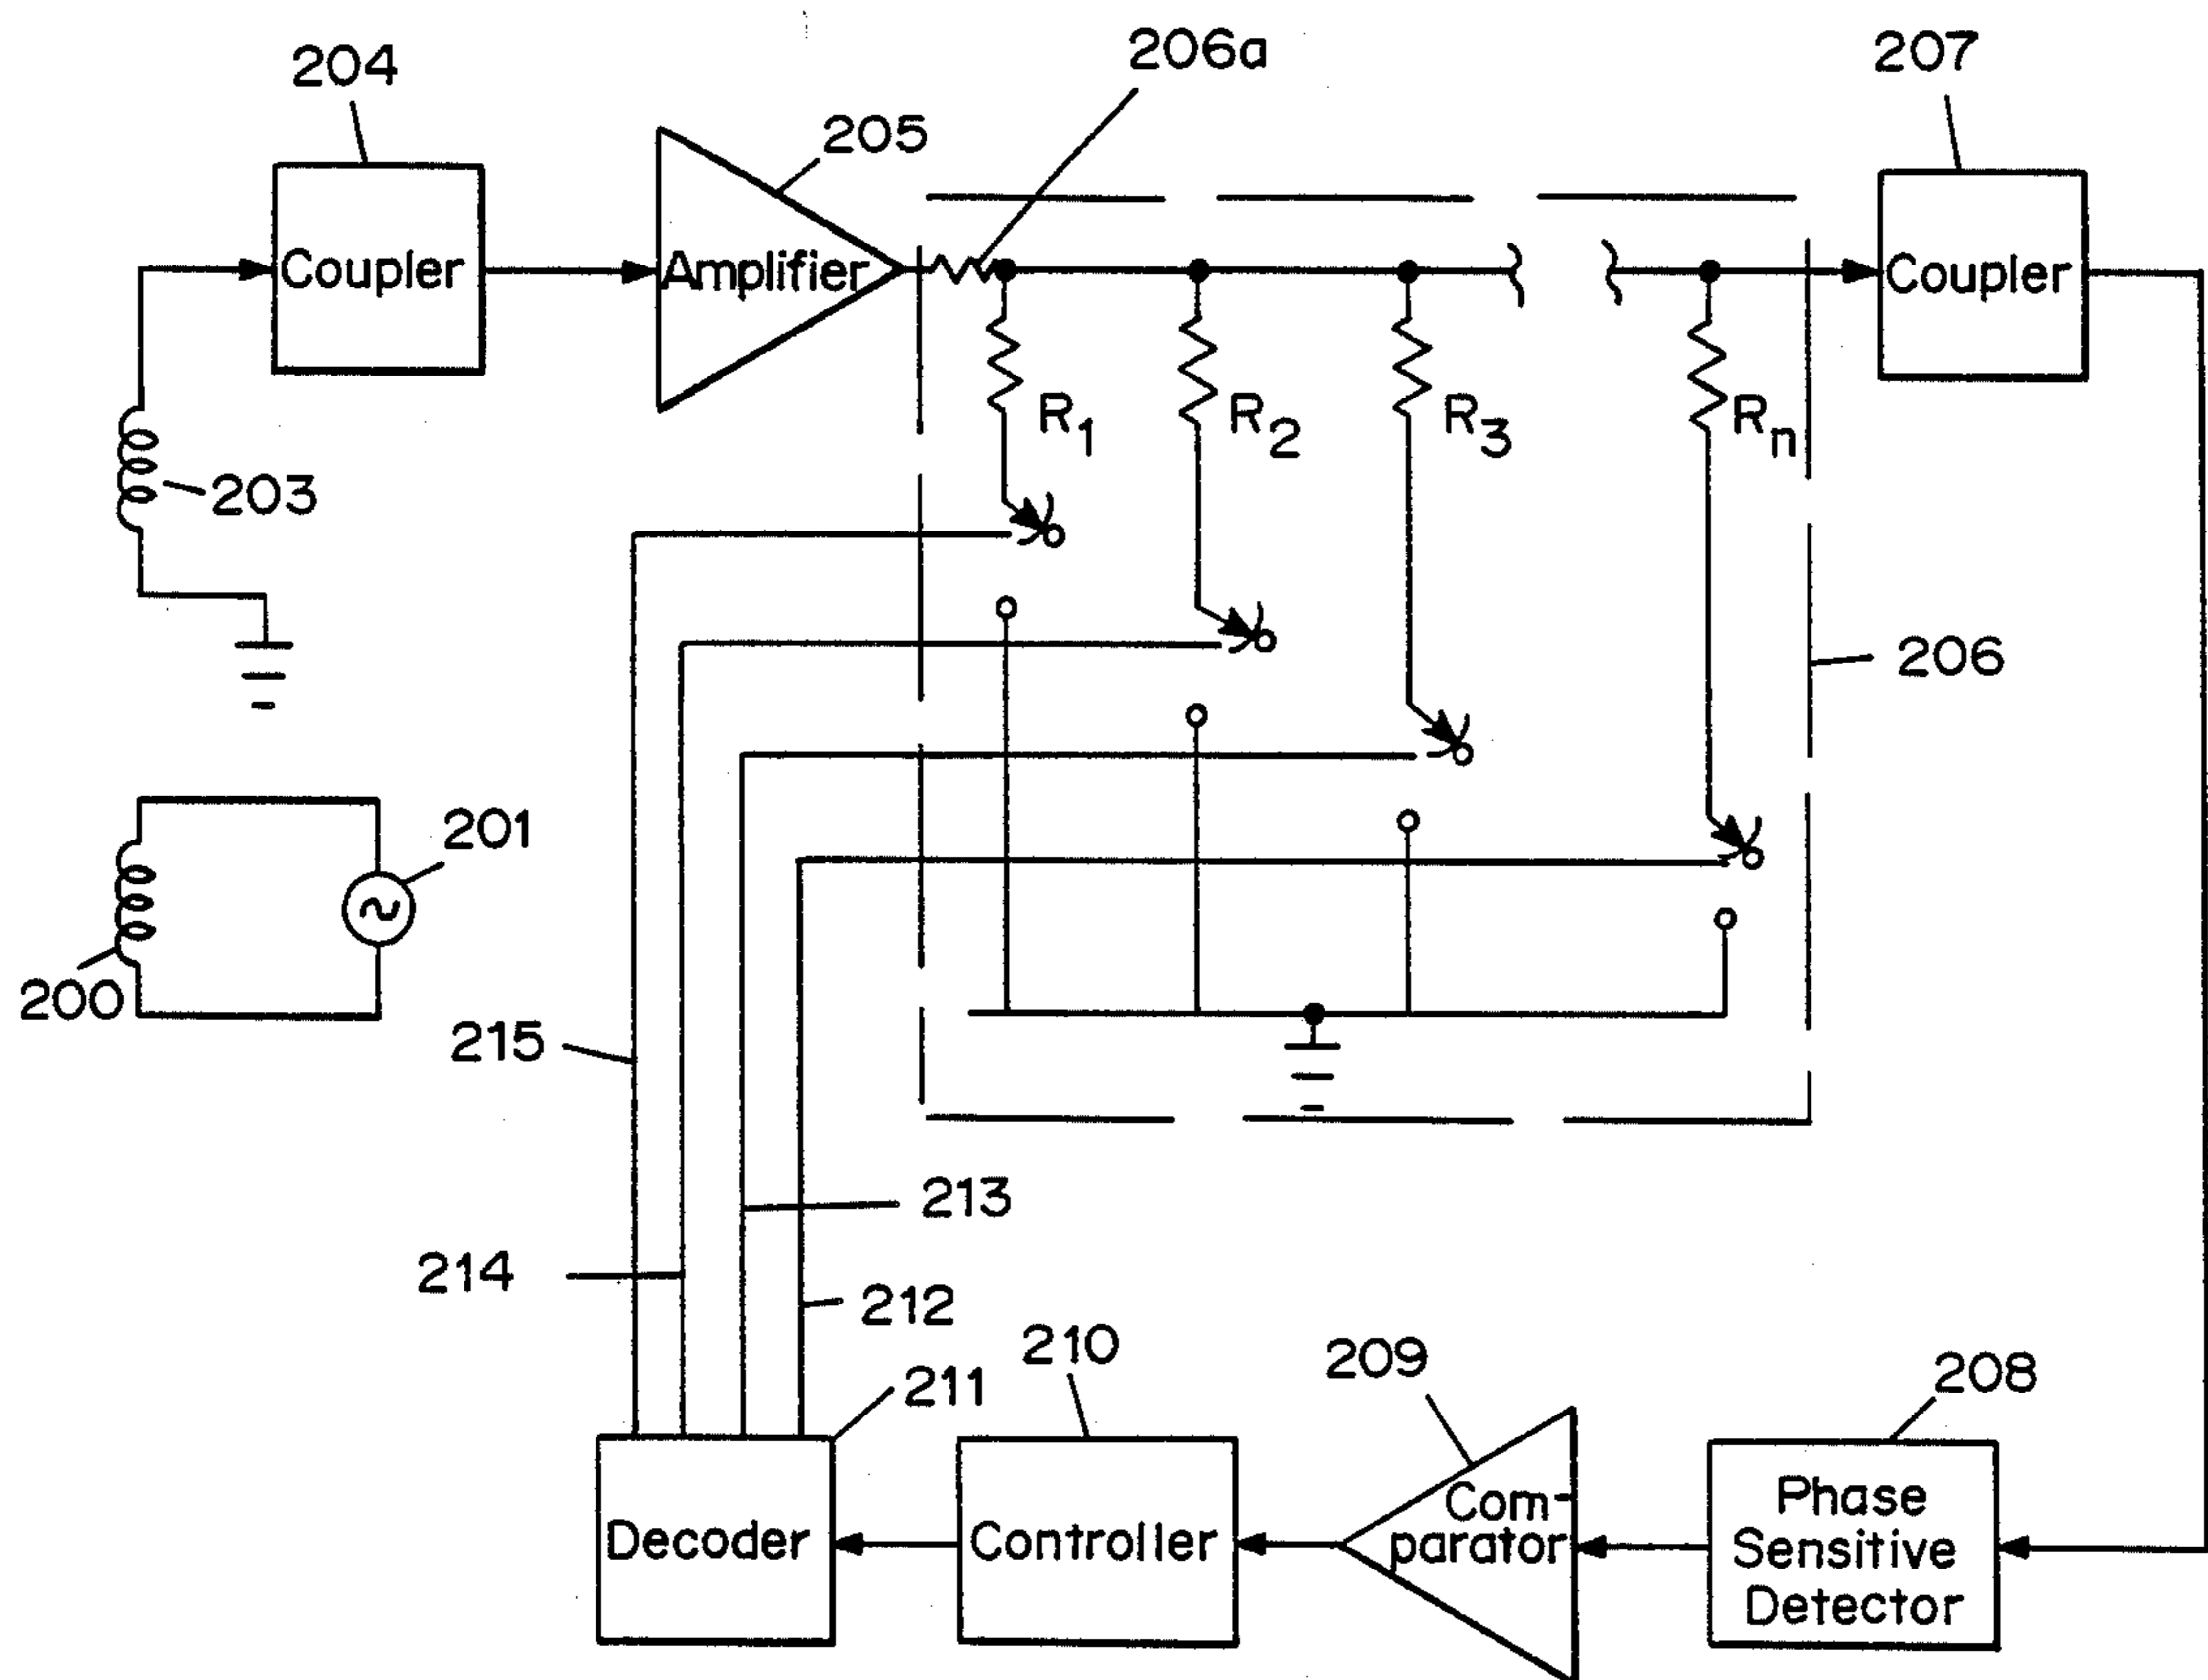 204
206a
207
205
Coupler
Amplifier
Coupler
R1
R2
R3
Rn
203
206
201
200
215
213
214
212
210
209
208
211
Decoder
Controller
Com-
parator
Phase
Sensitive
Detector